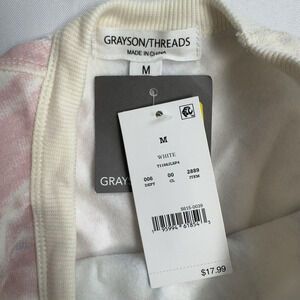 GRAYSON/THREADS
MADE IN CHINA
M
GRAY
M
WHITE
006 00 2889
DEPT CL ITEM
$17.99